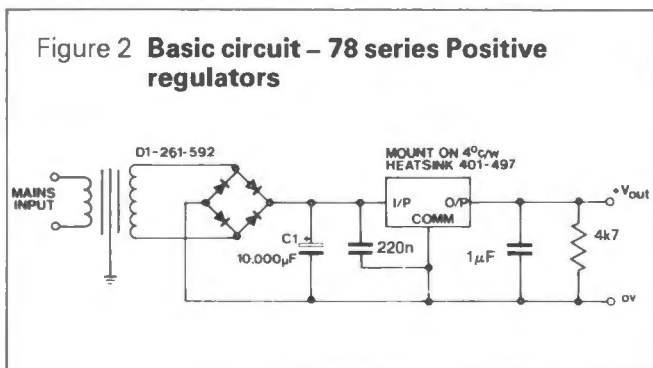 Figure 2 Basic circuit – 78 series Positive
regulators
D1-261-592
MOUNT ON 4°c/w
HEATSINK 401-497
MAINS
INPUT
I/P O/P
COMM
+Vout
C1 +
10.000µF
220n
1µF
4k7
ov